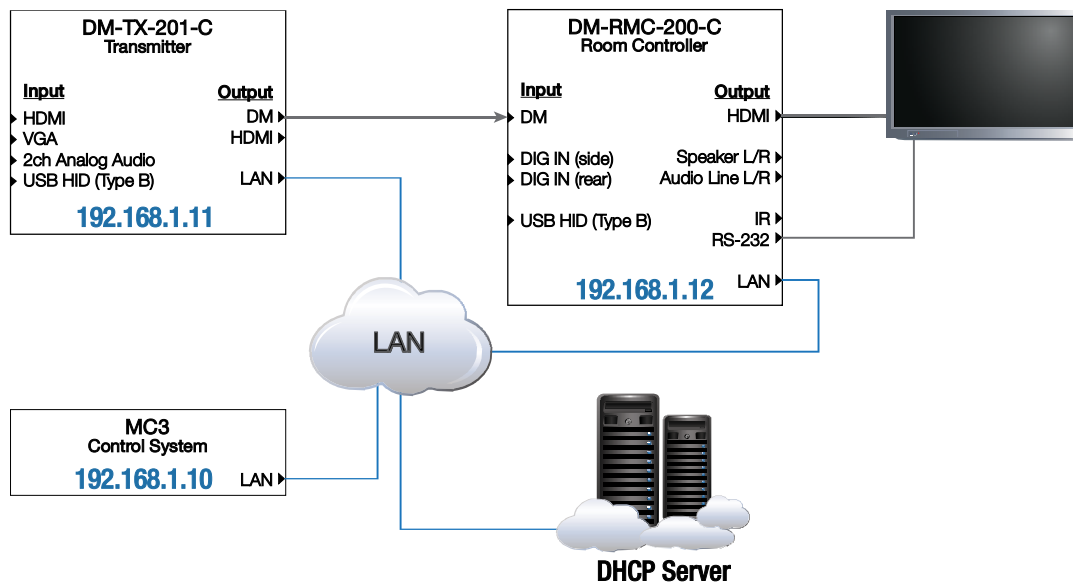 DM-TX-201-C
Transmitter
Input
Output
HDMI
DM
VGA
HDMI
2ch Analog Audio
USB HID (Type B)
LAN
192.168.1.11
DM-RMC-200-C
Room Controller
Input
Output
DM
HDMI
DIG IN (side)
Speaker L/R
DIG IN (rear)
Audio Line L/R
USB HID (Type B)
IR
RS-232
LAN
192.168.1.12
LAN
MC3
Control System
192.168.1.10
LAN
DHCP Server